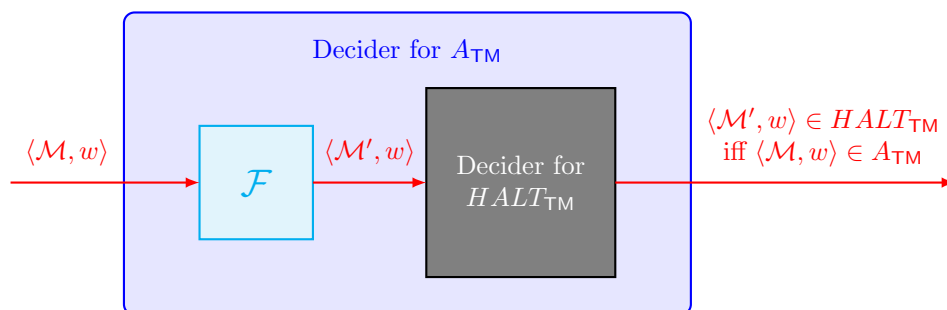 Decider for A_TM
⟨M, w⟩
F
⟨M′, w⟩
Decider for
HALT_TM
⟨M′, w⟩ ∈ HALT_TM
iff ⟨M, w⟩ ∈ A_TM